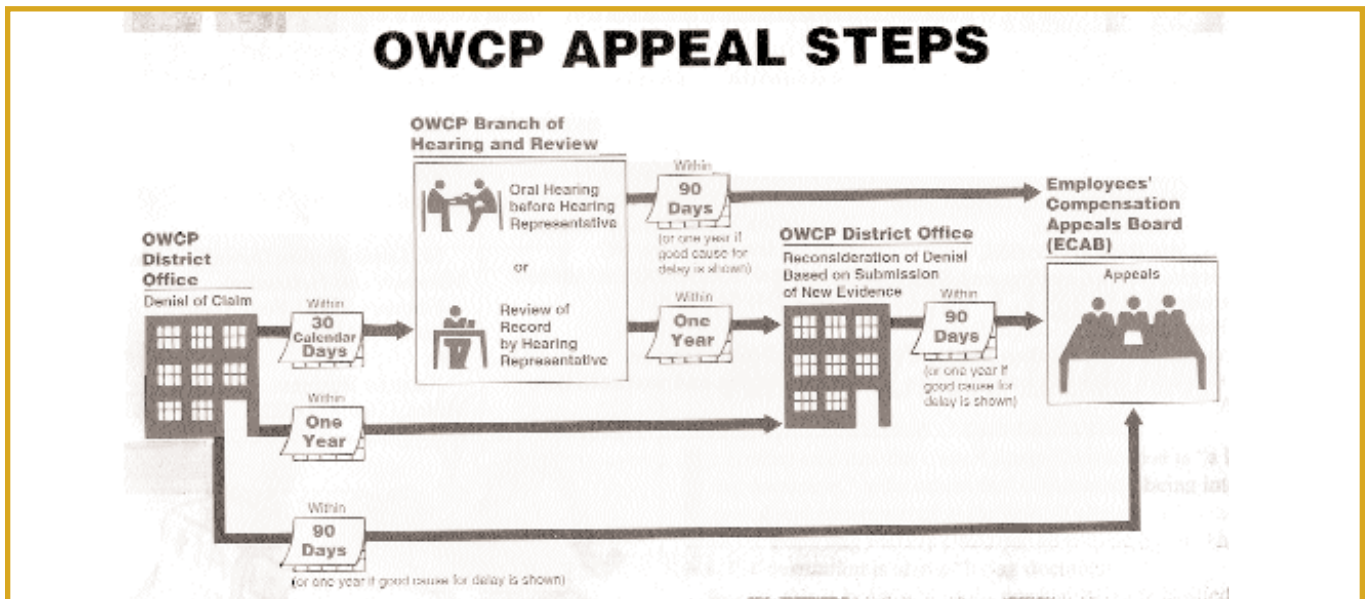 OWCP APPEAL STEPS
OWCP Branch of
Hearing and Review
Oral Hearing
before Hearing
Representative
or
Review of
Record
by Hearing
Representative
Within
90
Days
(or one year if
good cause for
delay is shown)
Within
One
Year
Employees'
Compensation
Appeals Board
(ECAB)
Appeals
OWCP District Office
Reconsideration of Denial
Based on Submission
of New Evidence
Within
90
Days
(or one year if
good cause for
delay is shown)
OWCP
District
Office
Denial of Claim
Within
30
Calendar
Days
Within
One
Year
Within
90
Days
(or one year if good cause for delay is shown)
being